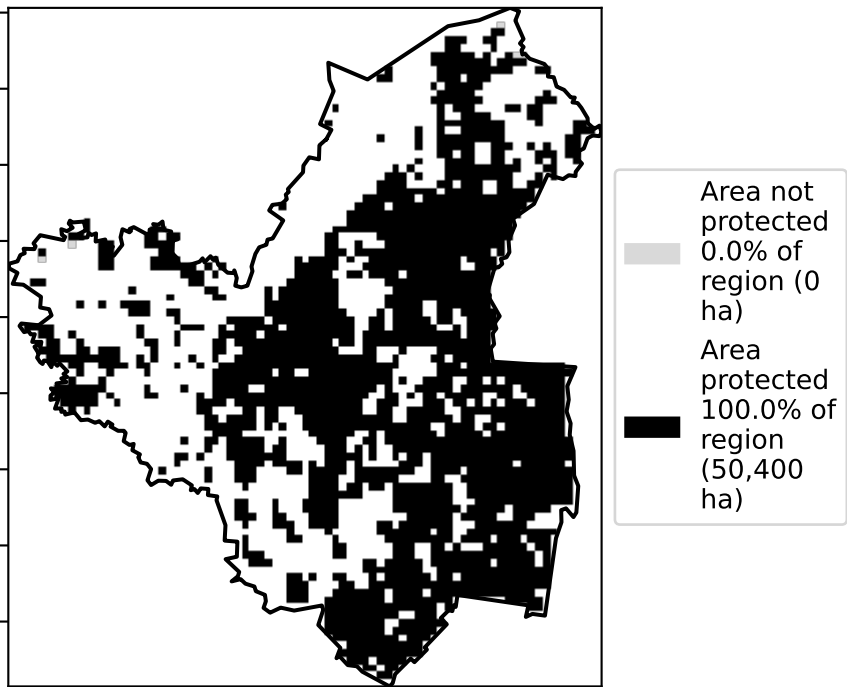 Area not
protected
0.0% of
region (0
ha)
Area
protected
100.0% of
region
(50,400
ha)